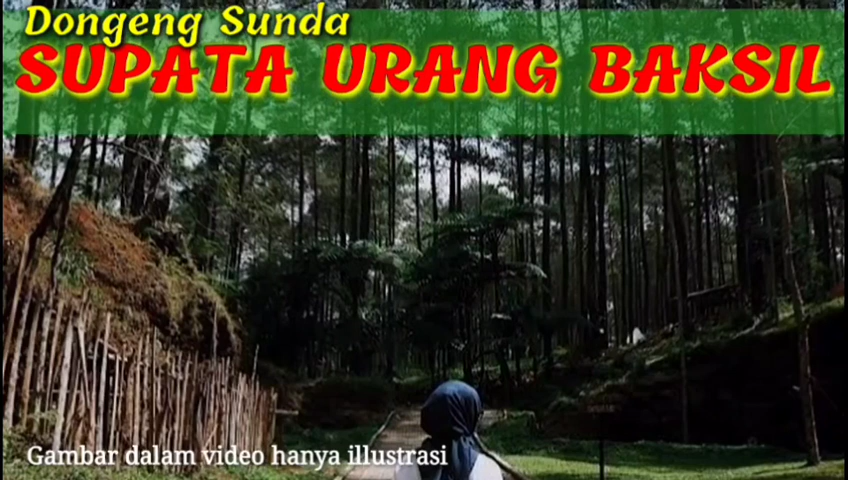 Dongeng Sunda
SUPATA URANG BAKSIL
Gambar dalam video hanya illustrasi